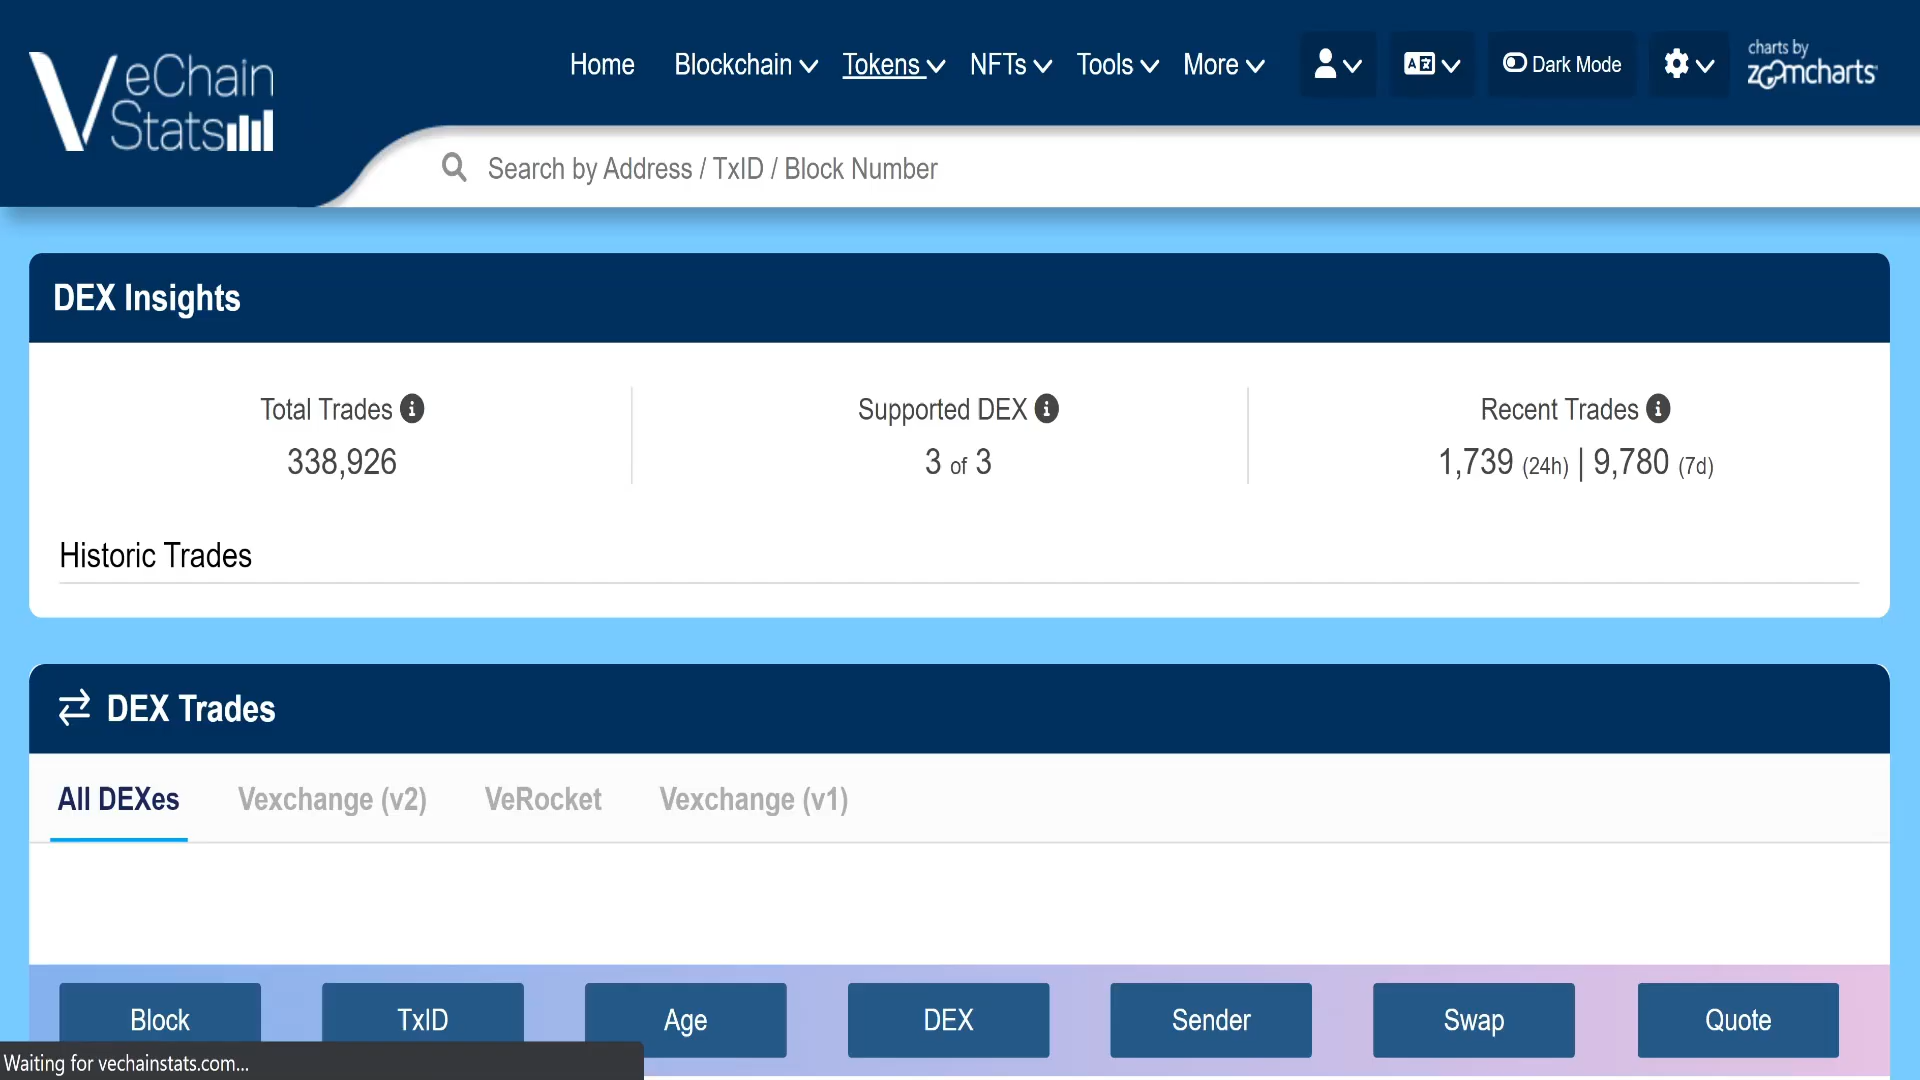 VeChain
Stats
Home Blockchain Tokens NFTs Tools More Dark Mode charts by
zoomcharts
Search by Address / TxID / Block Number
DEX Insights
Total Trades Supported DEX Recent Trades
338,926 3 of 3 1,739 (24h) | 9,780 (7d)
Historic Trades
DEX Trades
All DEXes Vexchange (v2) VeRocket Vexchange (v1)
Block TxID Age DEX Sender Swap Quote
Waiting for vechainstats.com...